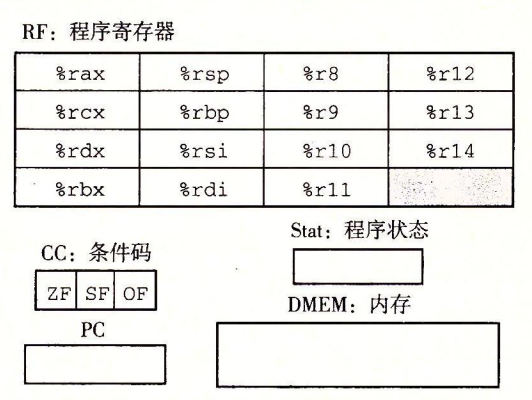 RF：程序寄存器
%rax %rsp %r8 %r12
%rcx %rbp %r9 %r13
%rdx %rsi %r10 %r14
%rbx %rdi %r11
CC：条件码
ZF SF OF
PC
Stat：程序状态
DMEM：内存